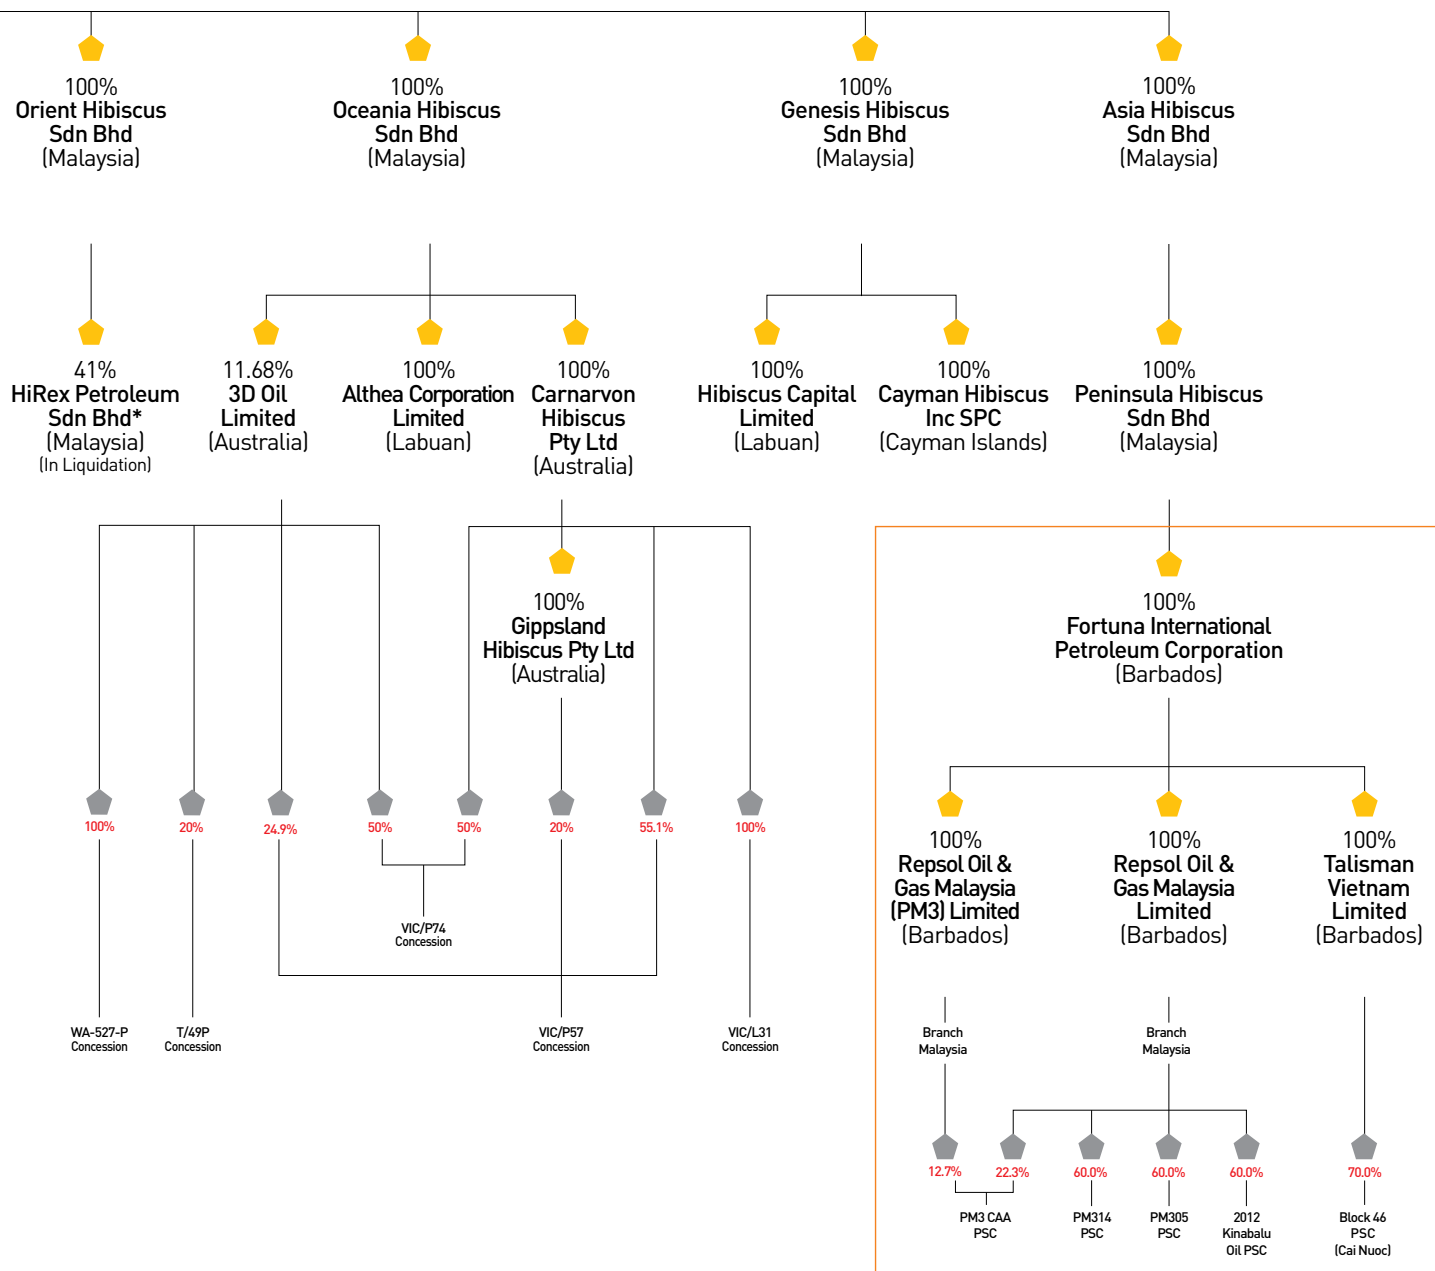 100%
Orient Hibiscus
Sdn Bhd
(Malaysia)
100%
Oceania Hibiscus
Sdn Bhd
(Malaysia)
100%
Genesis Hibiscus
Sdn Bhd
(Malaysia)
100%
Asia Hibiscus
Sdn Bhd
(Malaysia)
41%
HiRex Petroleum
Sdn Bhd*
(Malaysia)
(In Liquidation)
11.68%
3D Oil
Limited
(Australia)
100%
Althea Corporation
Limited
(Labuan)
100%
Carnarvon
Hibiscus
Pty Ltd
(Australia)
100%
Hibiscus Capital
Limited
(Labuan)
100%
Cayman Hibiscus
Inc SPC
(Cayman Islands)
100%
Peninsula Hibiscus
Sdn Bhd
(Malaysia)
100%
Gippsland
Hibiscus Pty Ltd
(Australia)
100%
Fortuna International
Petroleum Corporation
(Barbados)
100%
20%
24.9%
50%
50%
20%
55.1%
100%
VIC/P74
Concession
WA-527-P
Concession
T/49P
Concession
VIC/P57
Concession
VIC/L31
Concession
100%
Repsol Oil &
Gas Malaysia
(PM3) Limited
(Barbados)
100%
Repsol Oil &
Gas Malaysia
Limited
(Barbados)
100%
Talisman
Vietnam
Limited
(Barbados)
Branch
Malaysia
Branch
Malaysia
12.7%
22.3%
60.0%
60.0%
60.0%
70.0%
PM3 CAA
PSC
PM314
PSC
PM305
PSC
2012
Kinabalu
Oil PSC
Block 46
PSC
(Cai Nuoc)